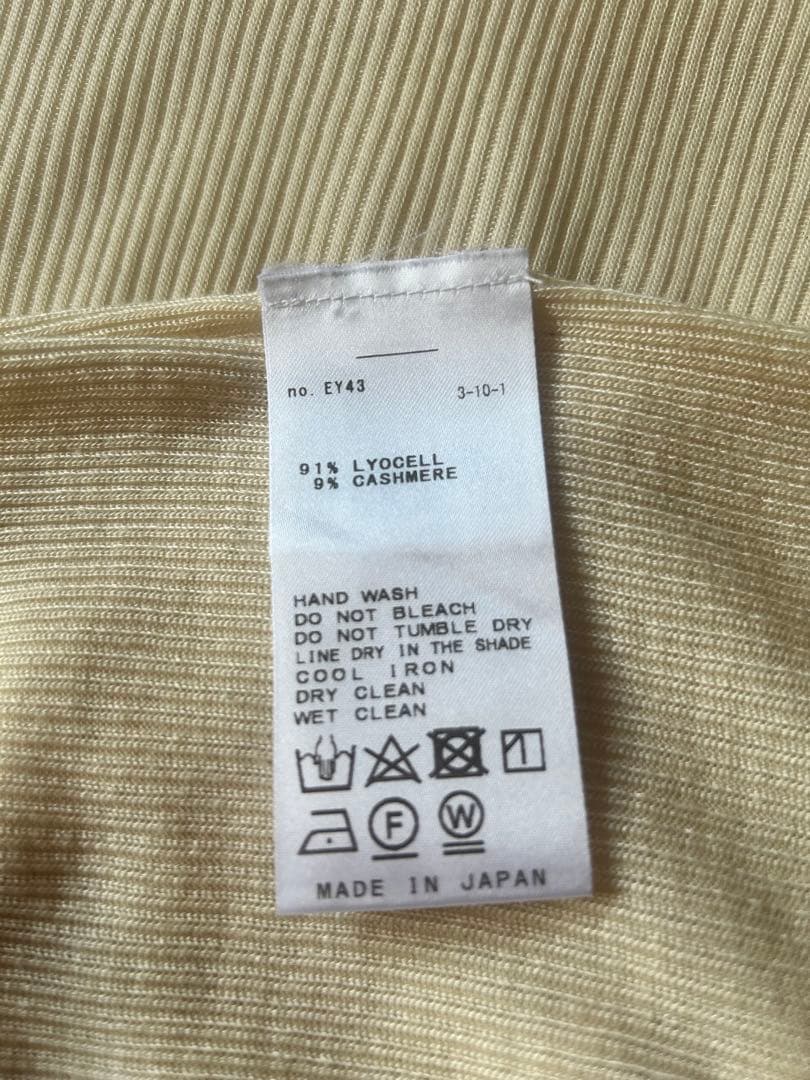 no. EY43 3-10-1
91% LYOCELL
9% CASHMERE
HAND WASH
DO NOT BLEACH
DO NOT TUMBLE DRY
LINE DRY IN THE SHADE
COOL IRON
DRY CLEAN
WET CLEAN
F W
MADE IN JAPAN